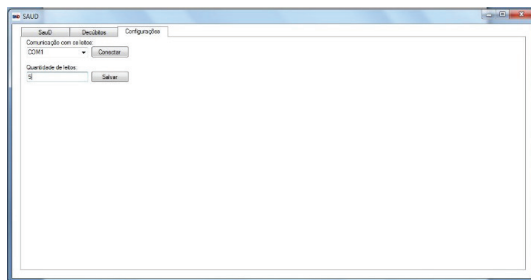 SAUD
SauD Decúbitos Configurações
Comunicação com os leitos:
COM1 Conectar
Quantidade de leitos:
5 Salvar